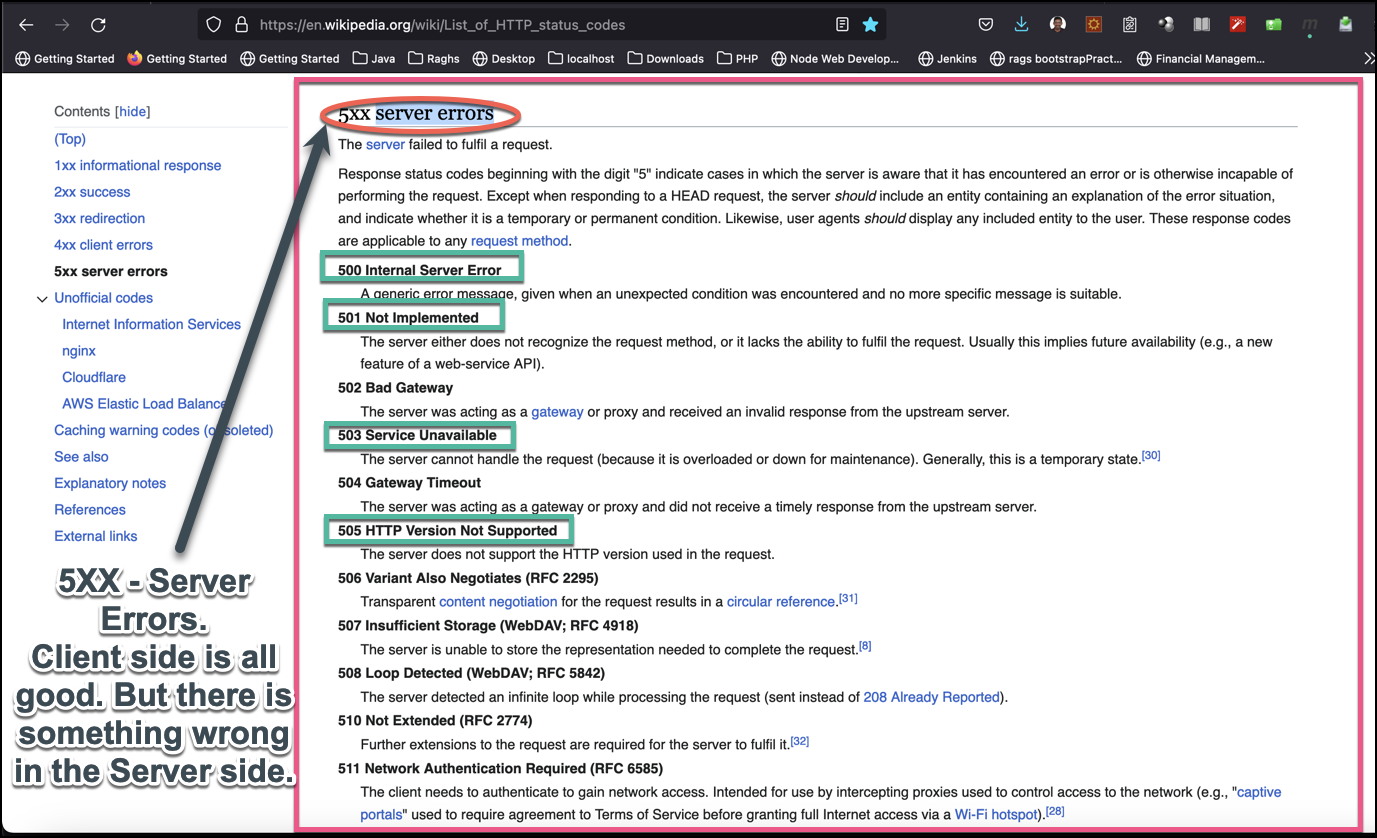 https://en.wikipedia.org/wiki/List_of_HTTP_status_codes
Getting Started Getting Started Getting Started Java Raghs Desktop localhost Downloads PHP Node Web Develop... Jenkins rags bootstrapPract... Financial Managem...
Contents [hide]
(Top)
1xx informational response
2xx success
3xx redirection
4xx client errors
5xx server errors
Unofficial codes
Internet Information Services
nginx
Cloudflare
AWS Elastic Load Balance
Caching warning codes (obsoleted)
See also
Explanatory notes
References
External links
5XX - Server
Errors.
Client side is all
good. But there is
something wrong
in the Server side.
5xx server errors
The server failed to fulfil a request.
Response status codes beginning with the digit "5" indicate cases in which the server is aware that it has encountered an error or is otherwise incapable of
performing the request. Except when responding to a HEAD request, the server should include an entity containing an explanation of the error situation,
and indicate whether it is a temporary or permanent condition. Likewise, user agents should display any included entity to the user. These response codes
are applicable to any request method.
500 Internal Server Error
A generic error message, given when an unexpected condition was encountered and no more specific message is suitable.
501 Not Implemented
The server either does not recognize the request method, or it lacks the ability to fulfil the request. Usually this implies future availability (e.g., a new
feature of a web-service API).
502 Bad Gateway
The server was acting as a gateway or proxy and received an invalid response from the upstream server.
503 Service Unavailable
The server cannot handle the request (because it is overloaded or down for maintenance). Generally, this is a temporary state.[30]
504 Gateway Timeout
The server was acting as a gateway or proxy and did not receive a timely response from the upstream server.
505 HTTP Version Not Supported
The server does not support the HTTP version used in the request.
506 Variant Also Negotiates (RFC 2295)
Transparent content negotiation for the request results in a circular reference.[31]
507 Insufficient Storage (WebDAV; RFC 4918)
The server is unable to store the representation needed to complete the request.[8]
508 Loop Detected (WebDAV; RFC 5842)
The server detected an infinite loop while processing the request (sent instead of 208 Already Reported).
510 Not Extended (RFC 2774)
Further extensions to the request are required for the server to fulfil it.[32]
511 Network Authentication Required (RFC 6585)
The client needs to authenticate to gain network access. Intended for use by intercepting proxies used to control access to the network (e.g., "captive
portals" used to require agreement to Terms of Service before granting full Internet access via a Wi-Fi hotspot).[28]